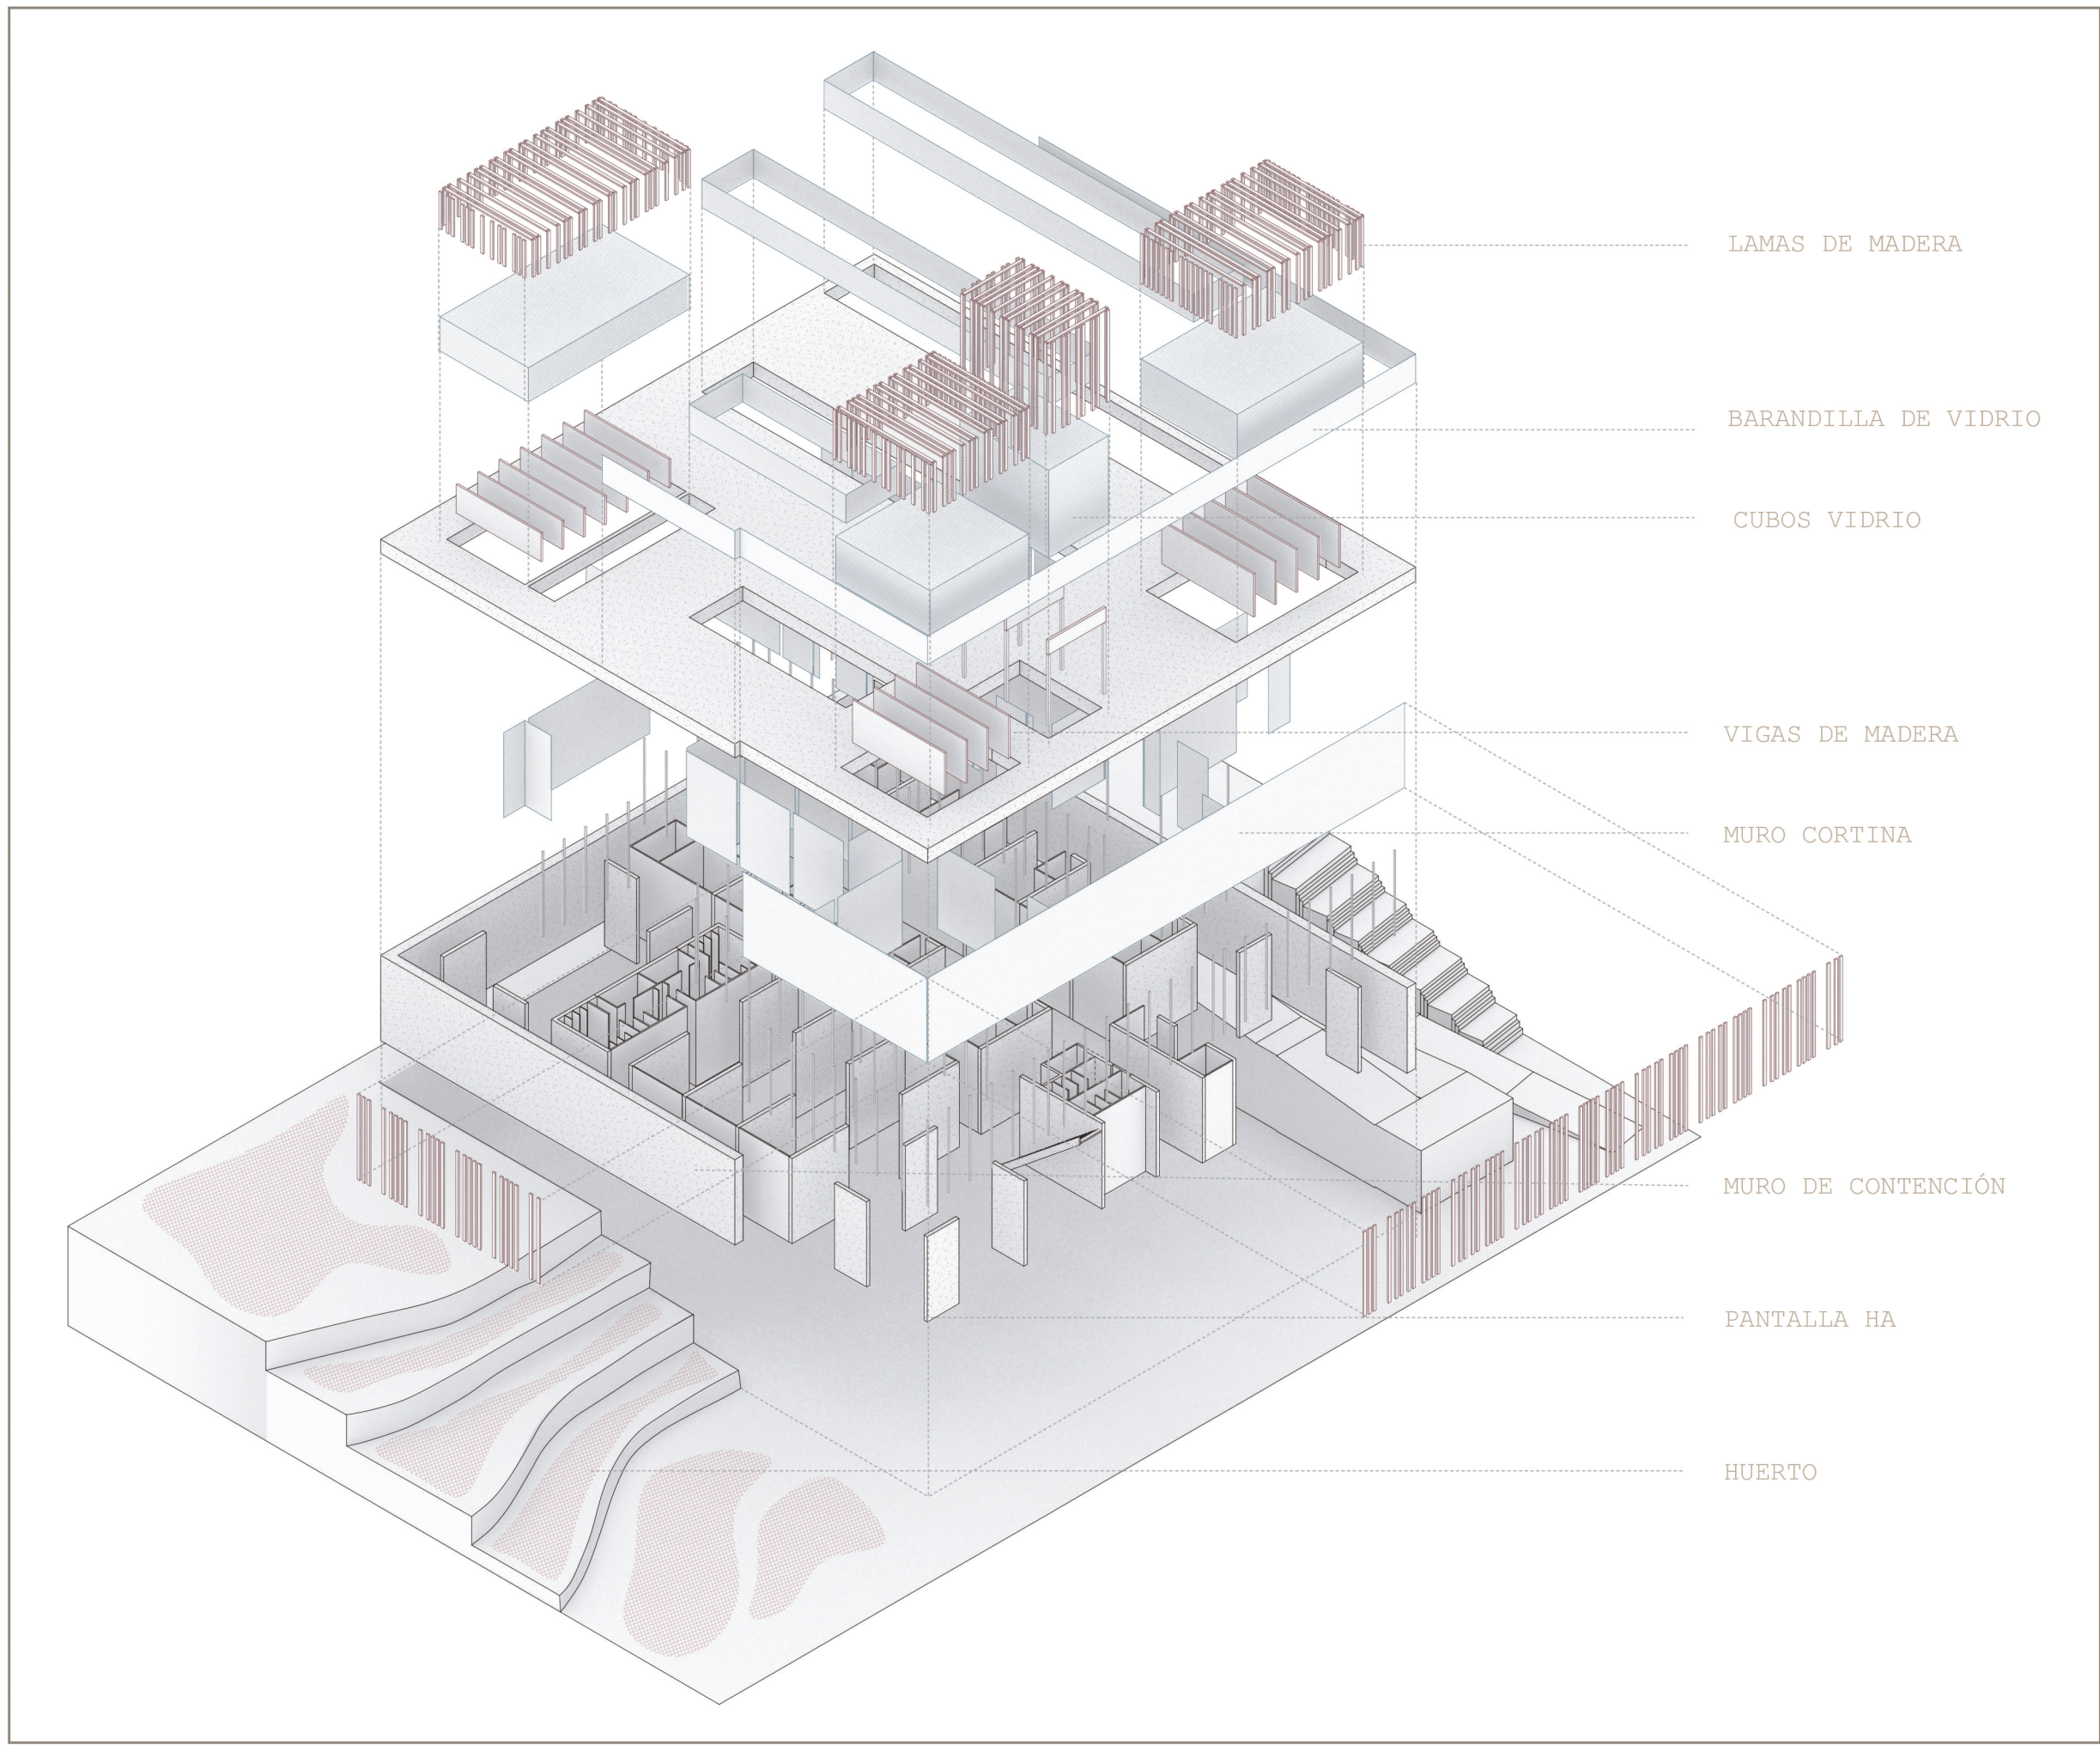 LAMAS DE MADERA
BARANDILLA DE VIDRIO
CUBOS VIDRIO
VIGAS DE MADERA
MURO CORTINA
MURO DE CONTENCIÓN
PANTALLA HA
HUERTO